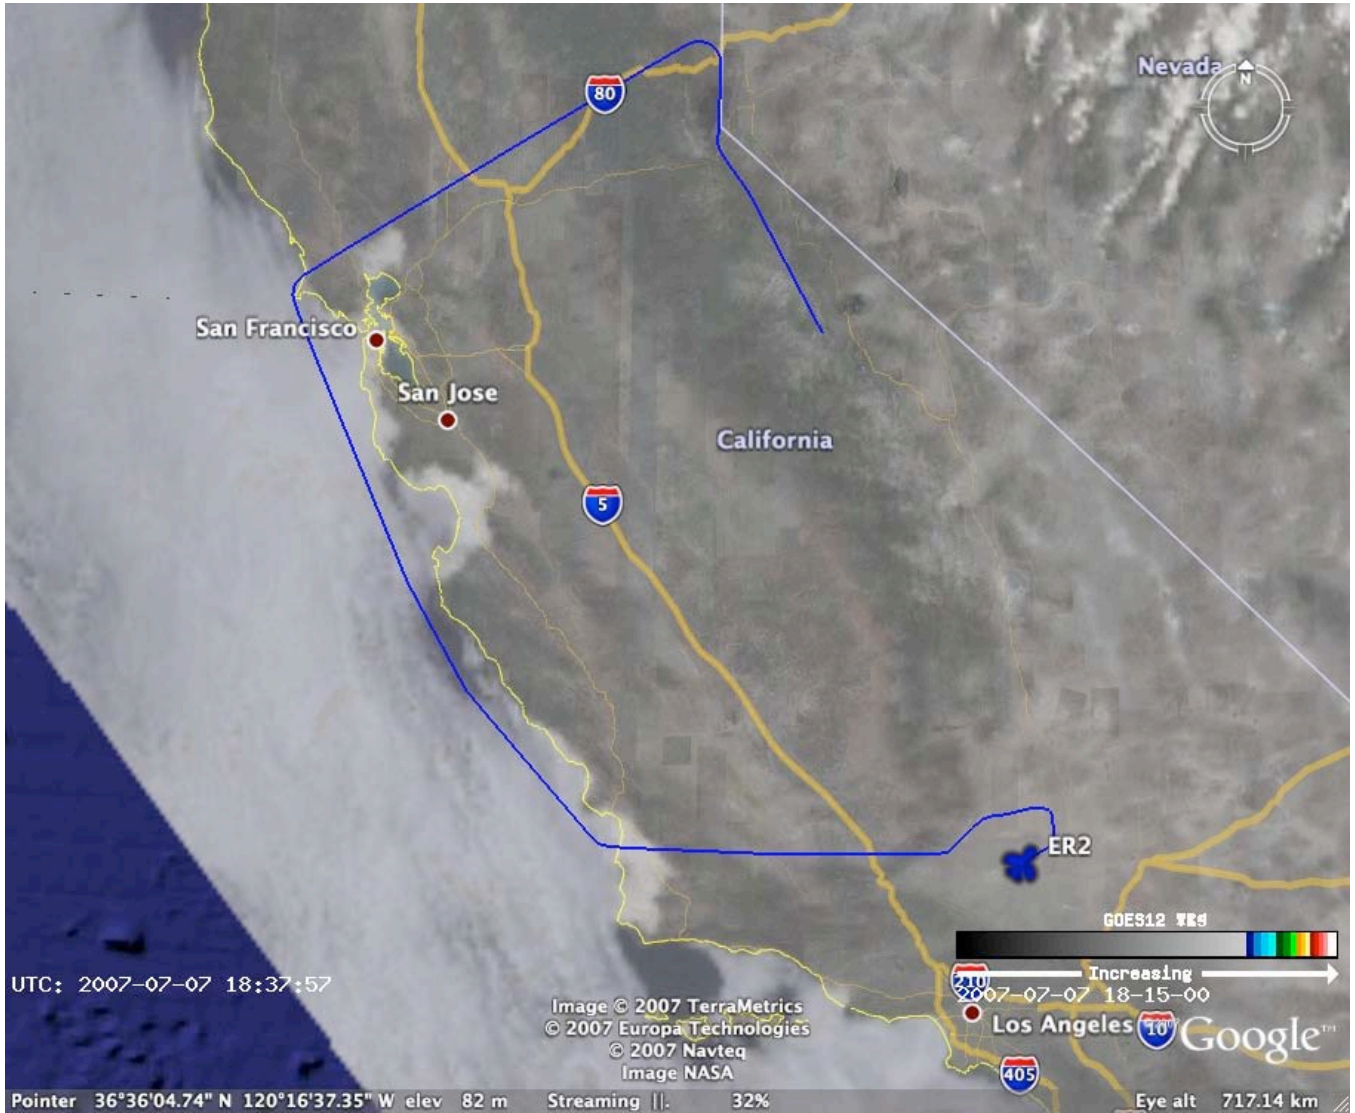 Nevada
N
80
San Francisco
San Jose
California
5
ER2
GOES12
Increasing
2007-07-07 18-15-00
UTC: 2007-07-07 18:37:57
210
Los Angeles
10
Google™
405
Image © 2007 TerraMetrics
© 2007 Europa Technologies
© 2007 Navteq
Image NASA
Pointer 36°36'04.74" N 120°16'37.35" W elev 82 m Streaming ||. 32% Eye alt 717.14 km